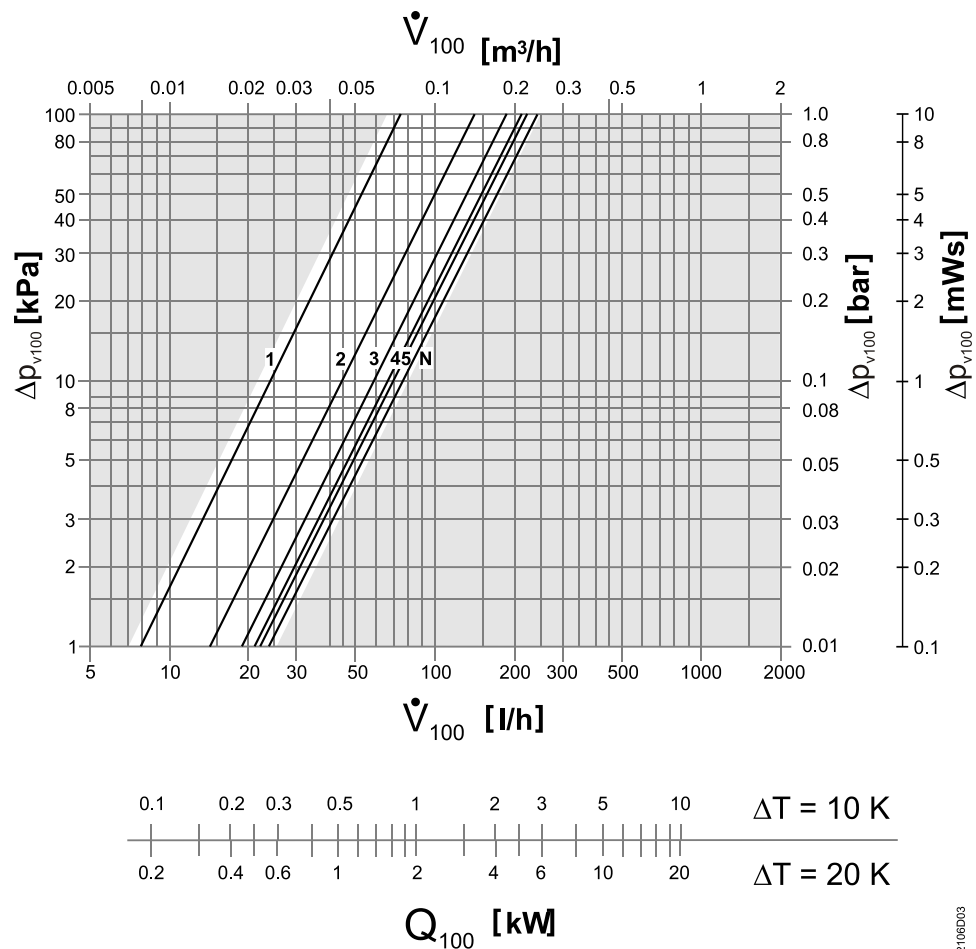 V̇100 [m³/h]
0.005 0.01 0.02 0.03 0.05 0.1 0.2 0.3 0.5 1 2
100 1.0 10
80 0.8 8
50 0.5 5
40 0.4 4
30 0.3 3
20 0.2 2
1 2 3 45 N
10 0.1 1
8 0.08
5 0.05 0.5
3 0.03 0.3
2 0.02 0.2
1 0.01 0.1
Δpv100 [kPa]
Δpv100 [bar]
Δpv100 [mWs]
5 10 20 30 50 100 200 300 500 1000 2000
V̇100 [l/h]
0.1 0.2 0.3 0.5 1 2 3 5 10 ΔT = 10 K
0.2 0.4 0.6 1 2 4 6 10 20 ΔT = 20 K
Q100 [kW]
2106D03